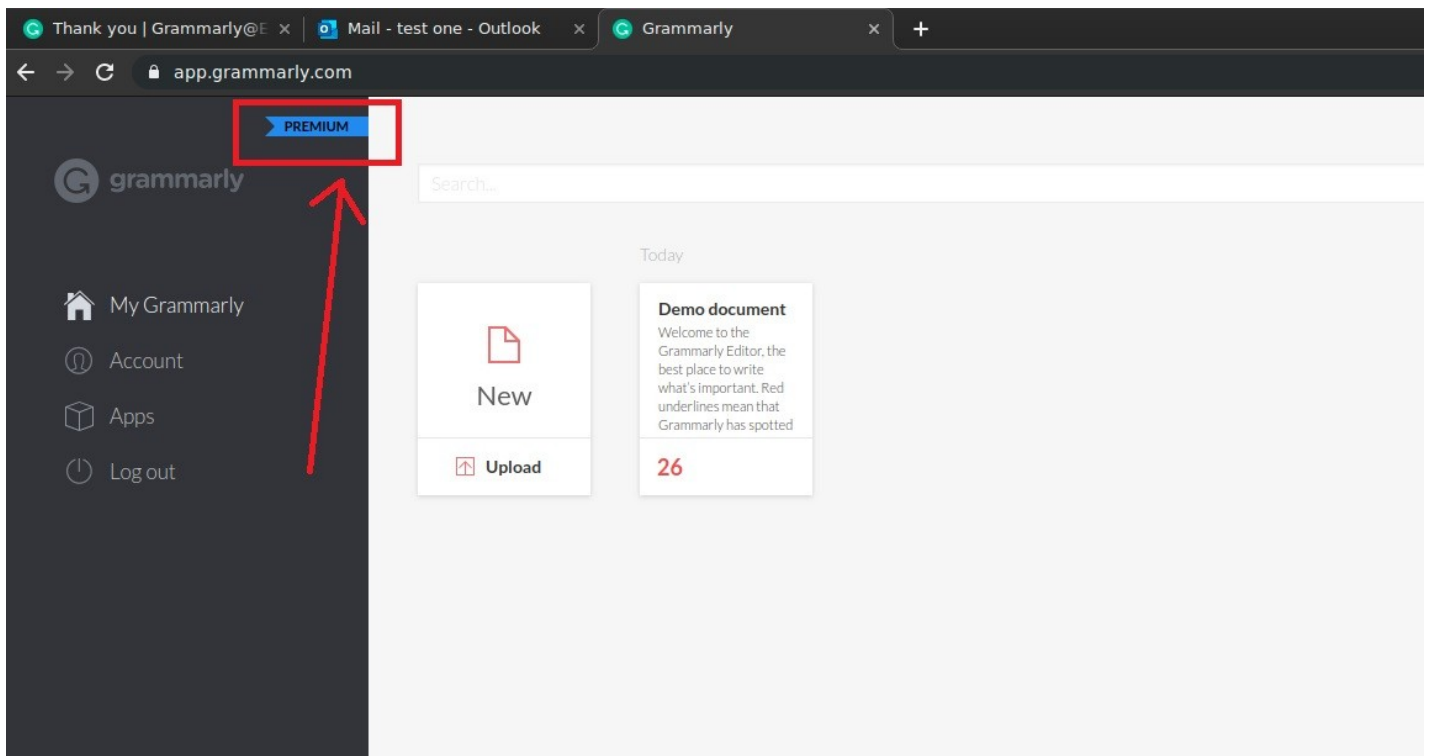 Thank you | Grammarly@E
Mail - test one - Outlook
Grammarly
app.grammarly.com
PREMIUM
grammarly
Search...
Today
My Grammarly
Account
Apps
Log out
New
Upload
Demo document
Welcome to the
Grammarly Editor, the
best place to write
what's important. Red
underlines mean that
Grammarly has spotted
26